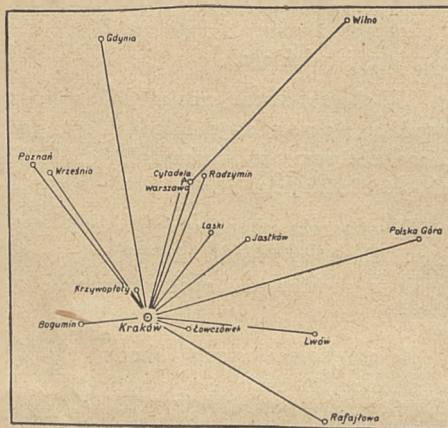 Wilno
Gdynia
Poznań
Września
Cytadela
Warszawa
Radzymin
Laski
Jastków
Polska Góra
Krzywopłoty
Bogumin
Kraków
Łowczówek
Lwów
Rafajłowa